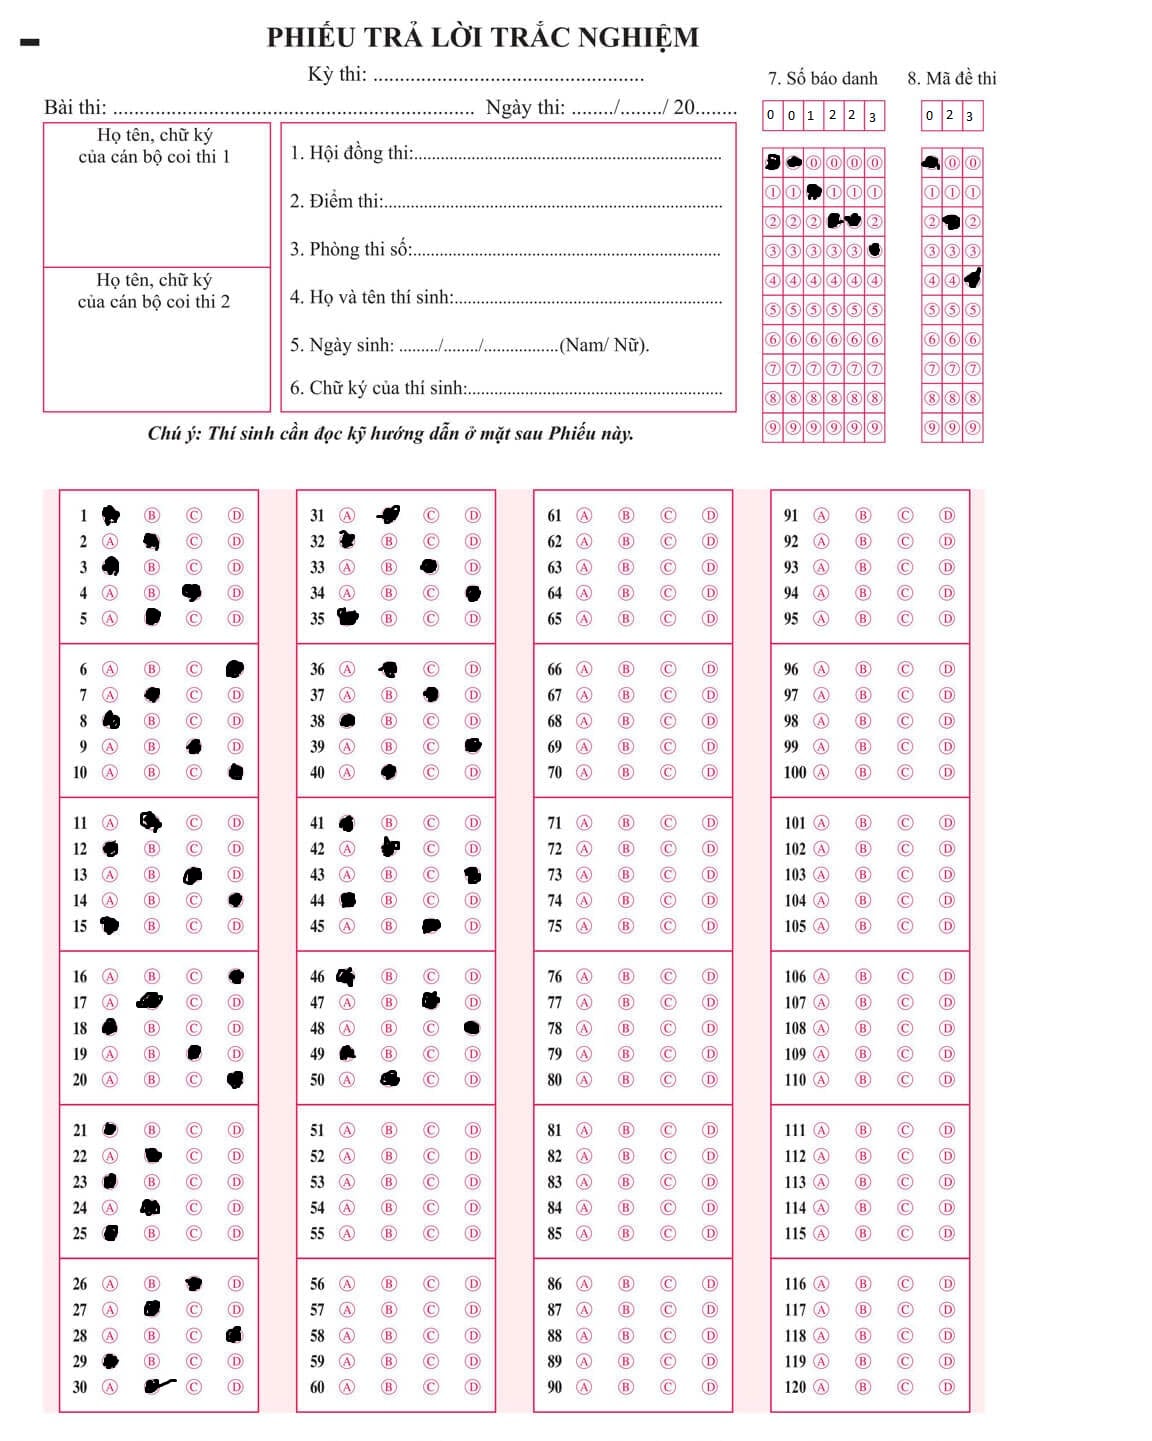 PHIẾU TRẢ LỜI TRẮC NGHIỆM
Kỳ thi: ...................................................
Bài thi: .................................................................... Ngày thi: ......../......../ 20........
Họ tên, chữ ký
của cán bộ coi thi 1
Họ tên, chữ ký
của cán bộ coi thi 2
1. Hội đồng thi:.................................................................
2. Điểm thi:.......................................................................
3. Phòng thi số:.................................................................
4. Họ và tên thí sinh:........................................................
5. Ngày sinh: ......../......../................(Nam/ Nữ).
6. Chữ ký của thí sinh:.....................................................
Chú ý: Thí sinh cần đọc kỹ hướng dẫn ở mặt sau Phiếu này.
7. Số báo danh
0 0 1 2 2 3
0 0 0 0
1 1 1 1 1
2 2 2 2
3 3 3 3 3
4 4 4 4 4 4
5 5 5 5 5 5
6 6 6 6 6 6
7 7 7 7 7 7
8 8 8 8 8 8
9 9 9 9 9 9
8. Mã đề thi
0 2 3
0 0
1 1 1
2 2
3 3 3
4 4
5 5 5
6 6 6
7 7 7
8 8 8
9 9 9
1 B C D
2 A C D
3 B C D
4 A B D
5 A C D
6 A B C
7 A C D
8 B C D
9 A B D
10 A B C
11 A C D
12 B C D
13 A B D
14 A B C
15 B C D
16 A B C
17 A C D
18 B C D
19 A B D
20 A B C
21 B C D
22 A C D
23 B C D
24 A C D
25 B C D
26 A B D
27 A C D
28 A B C
29 B C D
30 A C D
31 A C D
32 B C D
33 A B D
34 A B C
35 B C D
36 A C D
37 A B D
38 B C D
39 A B C
40 A C D
41 B C D
42 A C D
43 A B C
44 B C D
45 A B D
46 B C D
47 A B D
48 A B C
49 B C D
50 A C D
51 A B C D
52 A B C D
53 A B C D
54 A B C D
55 A B C D
56 A B C D
57 A B C D
58 A B C D
59 A B C D
60 A B C D
61 A B C D
62 A B C D
63 A B C D
64 A B C D
65 A B C D
66 A B C D
67 A B C D
68 A B C D
69 A B C D
70 A B C D
71 A B C D
72 A B C D
73 A B C D
74 A B C D
75 A B C D
76 A B C D
77 A B C D
78 A B C D
79 A B C D
80 A B C D
81 A B C D
82 A B C D
83 A B C D
84 A B C D
85 A B C D
86 A B C D
87 A B C D
88 A B C D
89 A B C D
90 A B C D
91 A B C D
92 A B C D
93 A B C D
94 A B C D
95 A B C D
96 A B C D
97 A B C D
98 A B C D
99 A B C D
100 A B C D
101 A B C D
102 A B C D
103 A B C D
104 A B C D
105 A B C D
106 A B C D
107 A B C D
108 A B C D
109 A B C D
110 A B C D
111 A B C D
112 A B C D
113 A B C D
114 A B C D
115 A B C D
116 A B C D
117 A B C D
118 A B C D
119 A B C D
120 A B C D